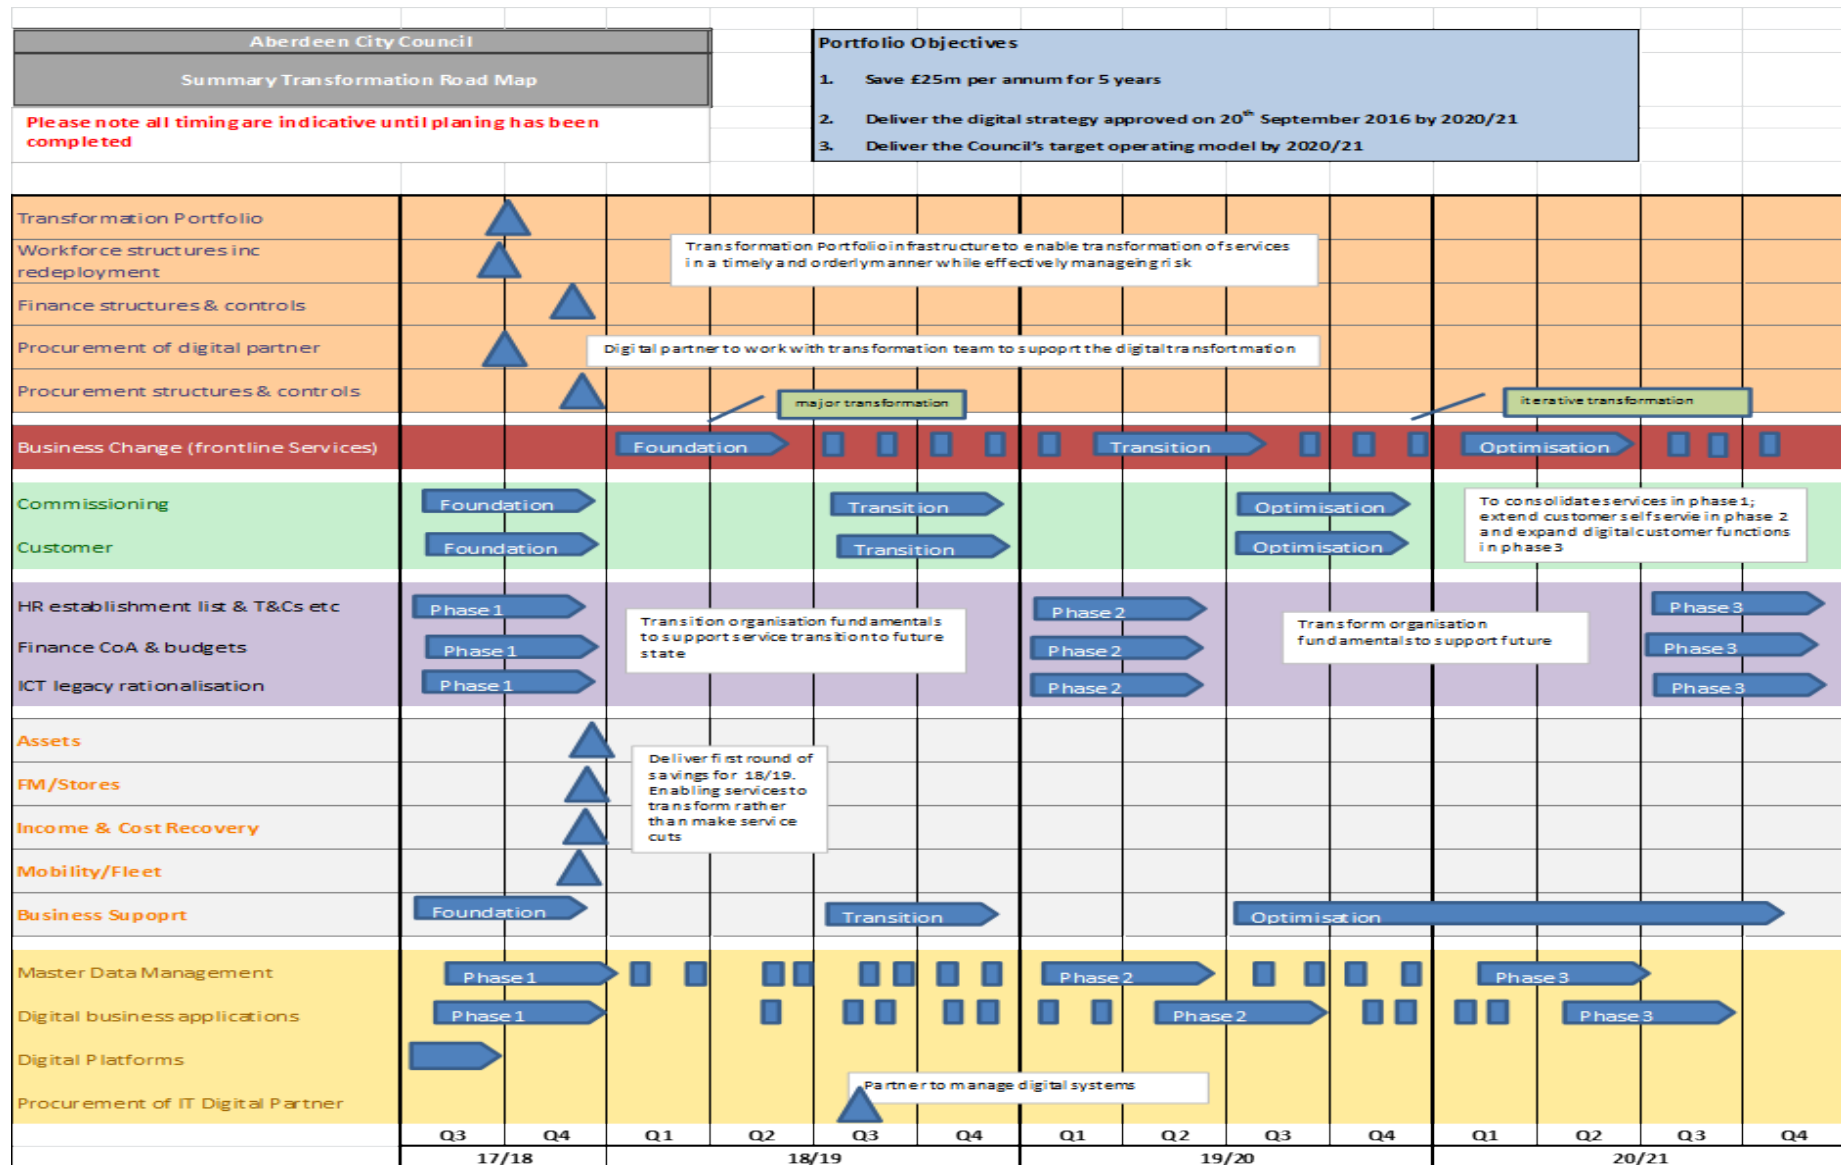 Aberdeen City Council
Summary Transformation Road Map
Please note all timing are indicative until planing has been
completed
Portfolio Objectives
1. Save £25m per annum for 5 years
2. Deliver the digital strategy approved on 20th September 2016 by 2020/21
3. Deliver the Council's target operating model by 2020/21
Transformation Portfolio
Workforce structures inc
redeployment
Transformation Portfolio infrastructure to enable transformation of services
in a timely and orderly manner while effectively manageing risk
Finance structures & controls
Procurement of digital partner
Digital partner to work with transformation team to supoprt the digital transfortmation
Procurement structures & controls
major transformation
iterative transformation
Business Change (frontline Services)
Foundation
Transition
Optimisation
Commissioning
Foundation
Transition
Optimisation
Customer
Foundation
Transition
Optimisation
To consolidate services in phase 1;
extend customer self servie in phase 2
and expand digital customer functions
in phase 3
HR establishment list & T&Cs etc
Phase 1
Phase 2
Phase 3
Finance CoA & budgets
Phase 1
Phase 2
Phase 3
ICT legacy rationalisation
Phase 1
Phase 2
Phase 3
Transition organisation fundamentals
to support service transition to future
state
Transform organisation
fundamentals to support future
Assets
FM/Stores
Income & Cost Recovery
Mobility/Fleet
Deliver first round of
savings for 18/19.
Enabling services to
transform rather
than make service
cuts
Business Supoprt
Foundation
Transition
Optimisation
Master Data Management
Phase 1
Phase 2
Phase 3
Digital business applications
Phase 1
Phase 2
Phase 3
Digital Platforms
Procurement of IT Digital Partner
Partner to manage digital systems
Q3 Q4 Q1 Q2 Q3 Q4 Q1 Q2 Q3 Q4 Q1 Q2 Q3 Q4
17/18 18/19 19/20 20/21